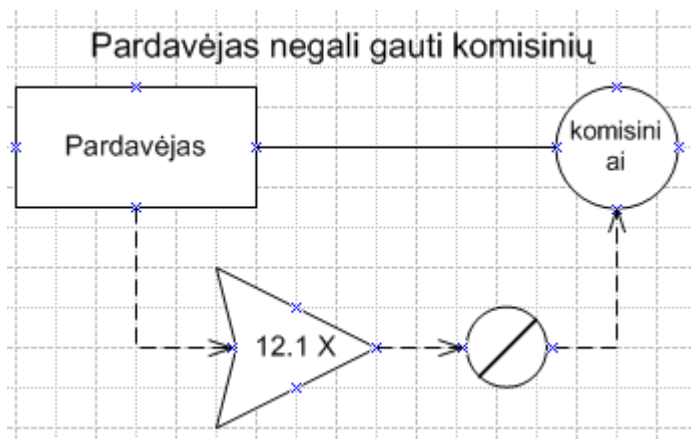 Pardavėjas negali gauti komisinių
Pardavėjas
komisini
ai
12.1 X